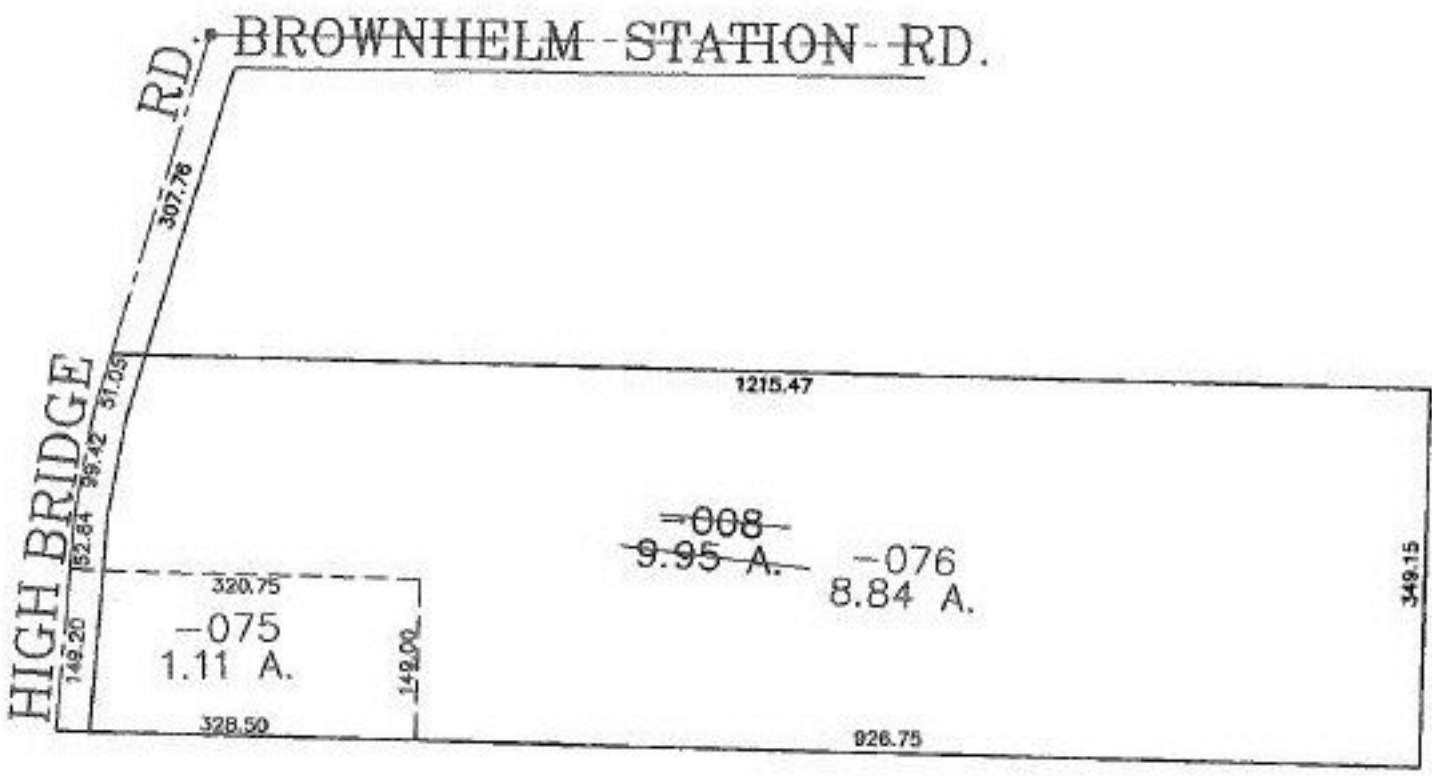 BROWNHELM STATION RD.
HIGH BRIDGE RD.
307.76
51.05
99.42
52.84
149.20
1215.47
349.15
-008
9.95 A.
-076
8.84 A.
320.75
-075
1.11 A.
149.00
328.50
926.75